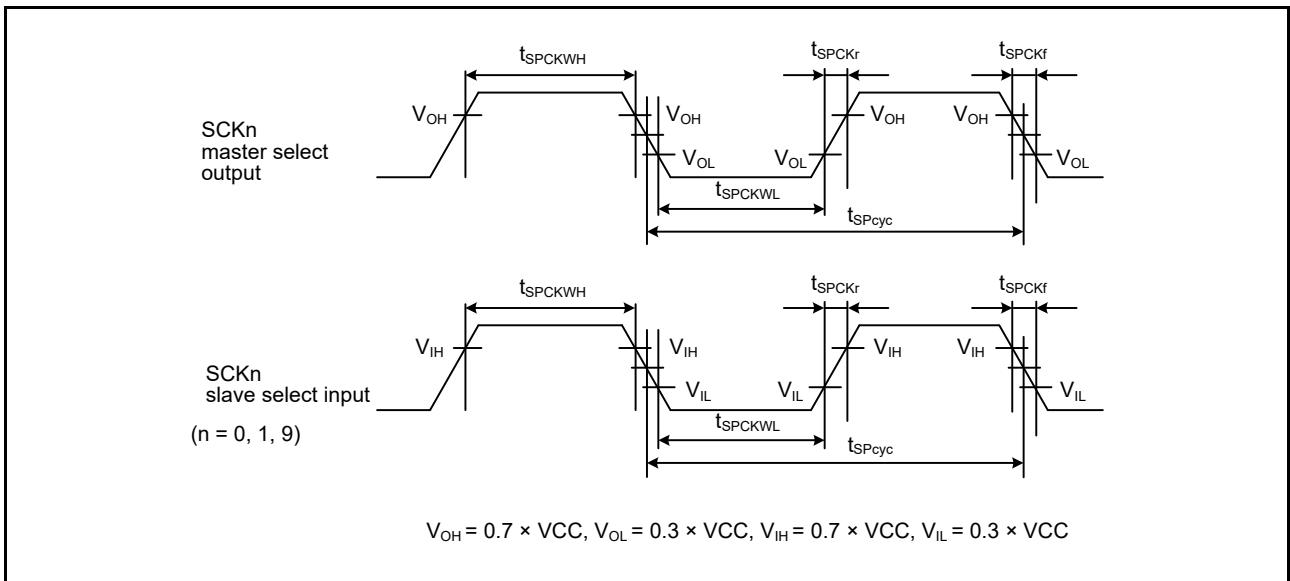 tSPCKWH tSPCKr tSPCKf
VOH VOH VOH VOH
SCKn
master select
output
VOL VOL VOL
tSPCKWL
tSPcyc
tSPCKWH tSPCKr tSPCKf
VIH VIH VIH VIH
SCKn
slave select input
VIL VIL VIL
(n = 0, 1, 9)
tSPCKWL
tSPcyc
VOH = 0.7 × VCC, VOL = 0.3 × VCC, VIH = 0.7 × VCC, VIL = 0.3 × VCC